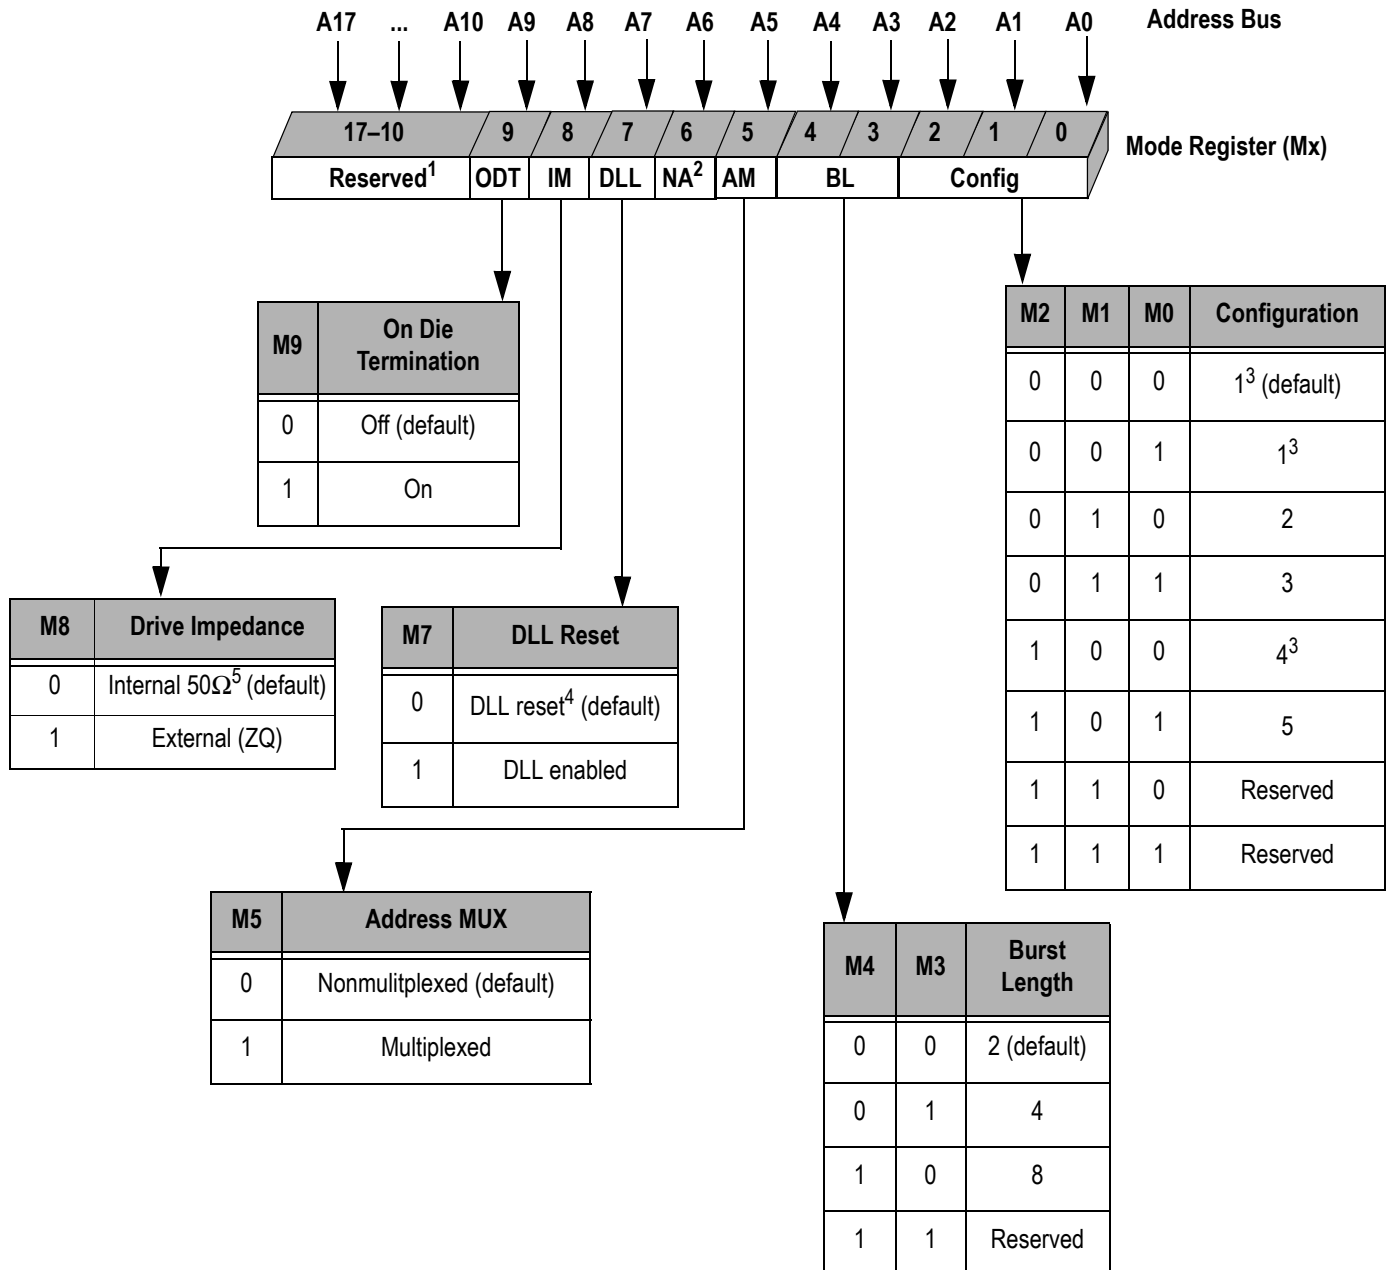 A17 ... A10 A9 A8 A7 A6 A5 A4 A3 A2 A1 A0 Address Bus
17–10 9 8 7 6 5 4 3 2 1 0
Mode Register (Mx)
Reserved1 ODT IM DLL NA2 AM BL Config
M9 On Die Termination
0 Off (default)
1 On
M2 M1 M0 Configuration
0 0 0 13 (default)
0 0 1 13
0 1 0 2
0 1 1 3
1 0 0 43
1 0 1 5
1 1 0 Reserved
1 1 1 Reserved
M8 Drive Impedance
0 Internal 50Ω5 (default)
1 External (ZQ)
M7 DLL Reset
0 DLL reset4 (default)
1 DLL enabled
M5 Address MUX
0 Nonmulitplexed (default)
1 Multiplexed
M4 M3 Burst Length
0 0 2 (default)
0 1 4
1 0 8
1 1 Reserved